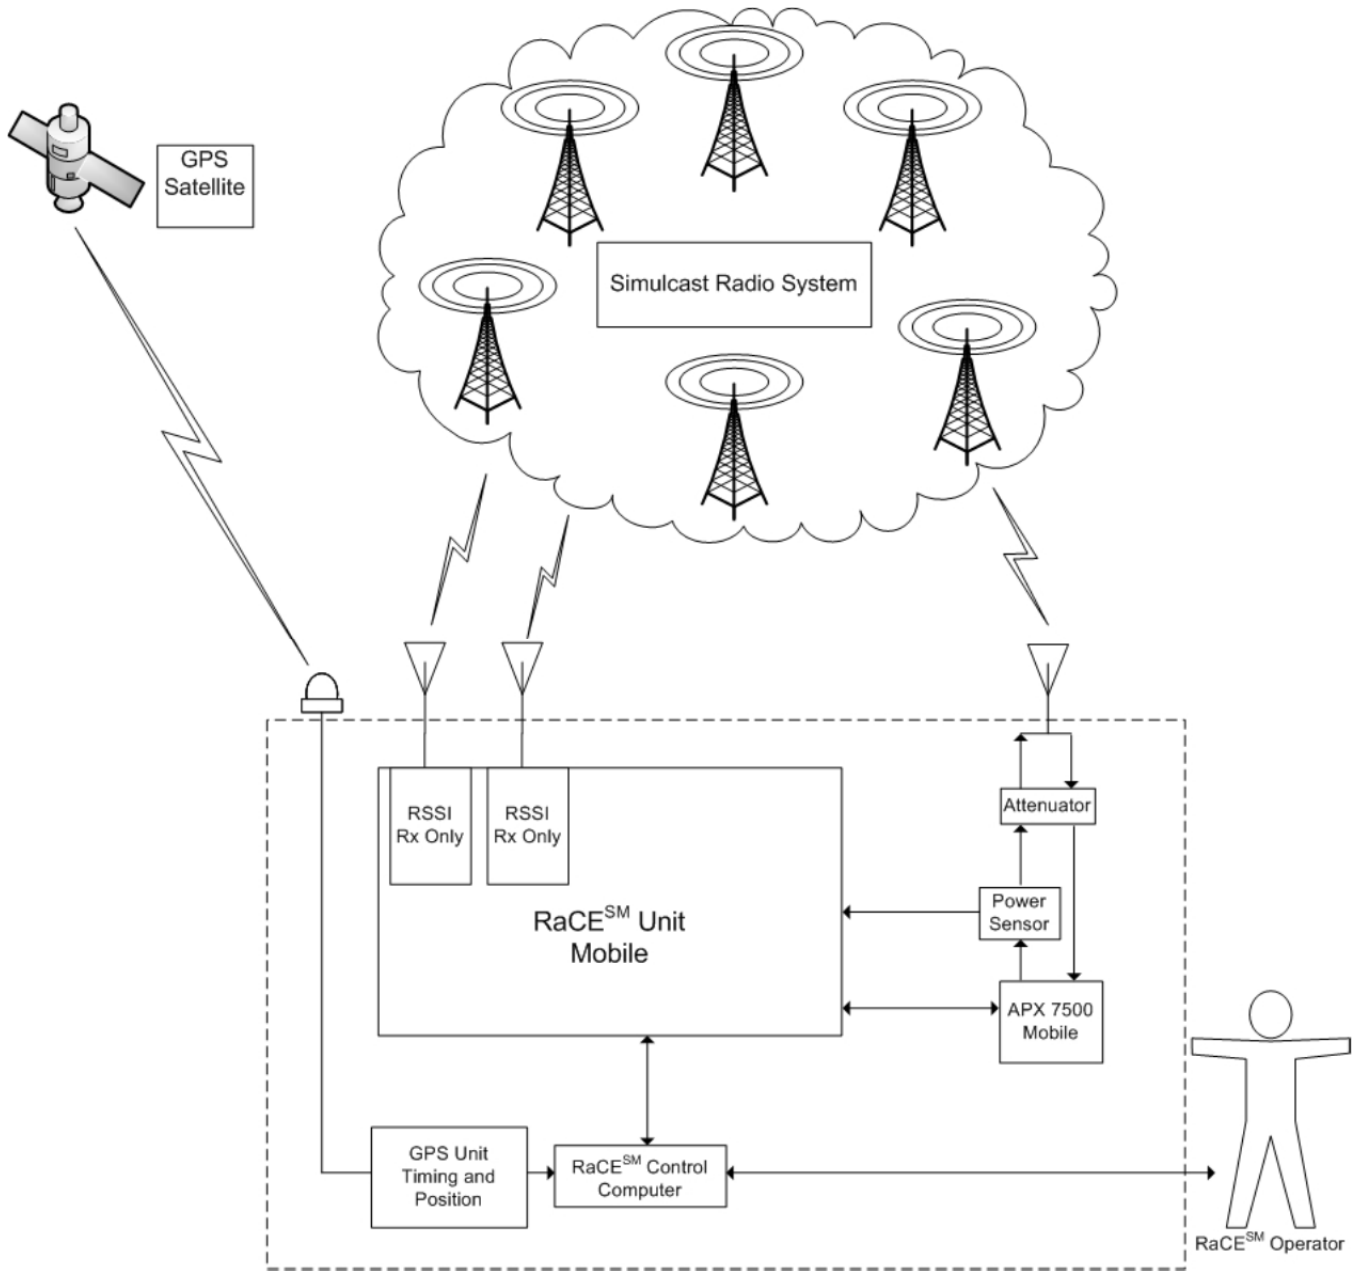 GPS
Satellite
Simulcast Radio System
RSSI
Rx Only
RSSI
Rx Only
Attenuator
RaCE^SM Unit
Mobile
Power
Sensor
APX 7500
Mobile
GPS Unit
Timing and
Position
RaCE^SM Control
Computer
RaCE^SM Operator